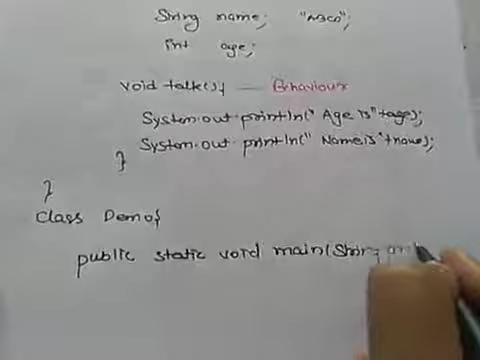 String name; "ABCD";
int age;
void talk(){ — Behaviour
System.out.println(" Age is"+age);
System.out.println(" Name is"+name);
}
}
Class Demo{
public static void main(String